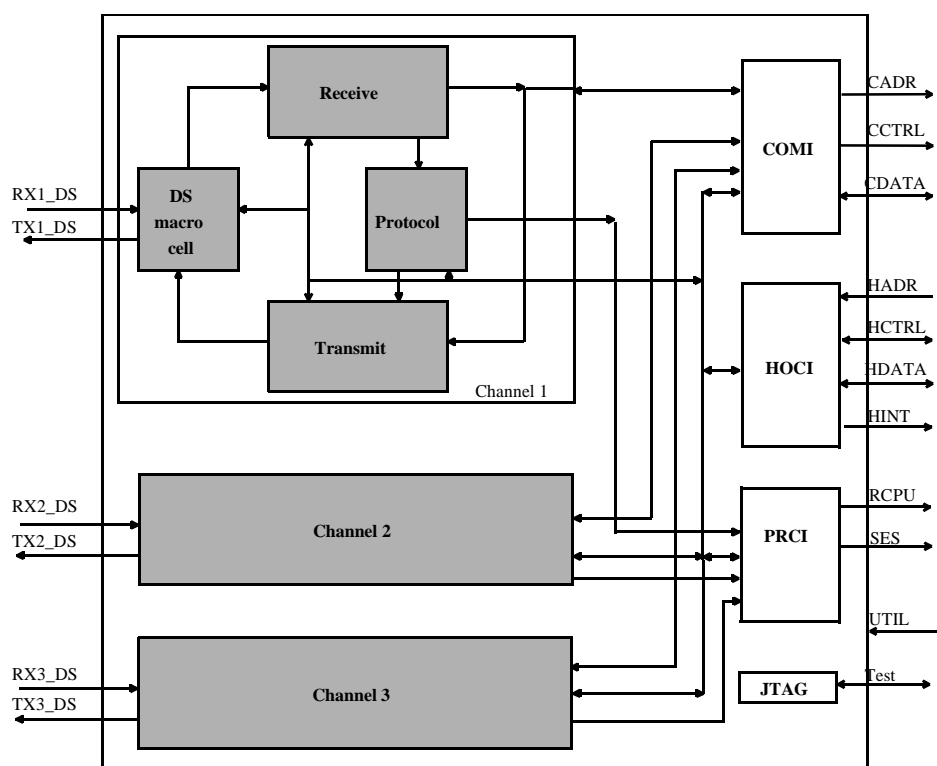 Receive
CADR
CCTRL
COMI
RX1_DS
DS
macro
cell
CDATA
TX1_DS
Protocol
HADR
Transmit
HCTRL
HOCI
HDATA
Channel 1
HINT
RX2_DS
RCPU
Channel 2
PRCI
TX2_DS
SES
UTIL
RX3_DS
Test
Channel 3
JTAG
TX3_DS